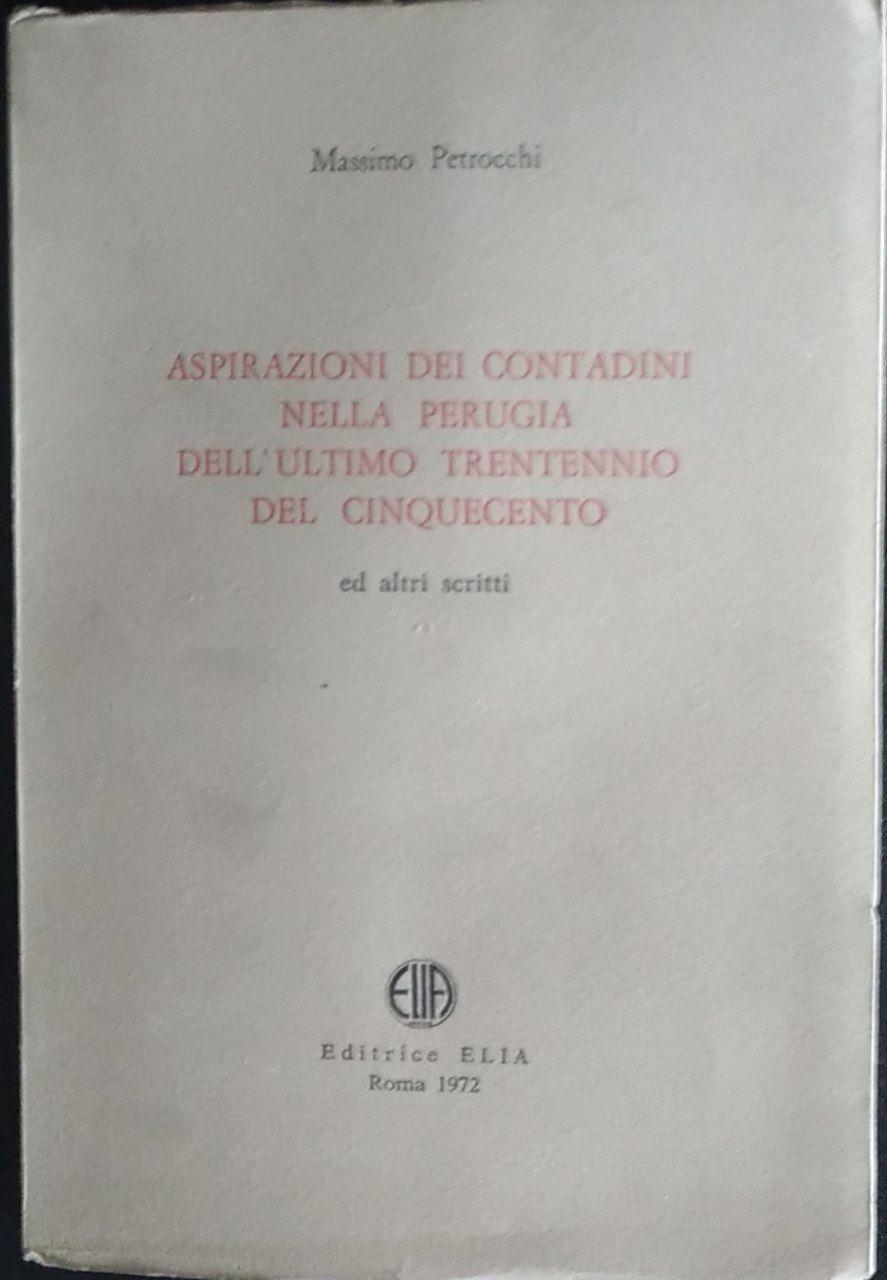 Massimo Petrocchi
ASPIRAZIONI DEI CONTADINI
NELLA PERUGIA
DELL'ULTIMO TRENTENNIO
DEL CINQUECENTO
ed altri scritti
ELIA
Editrice ELIA
Roma 1972